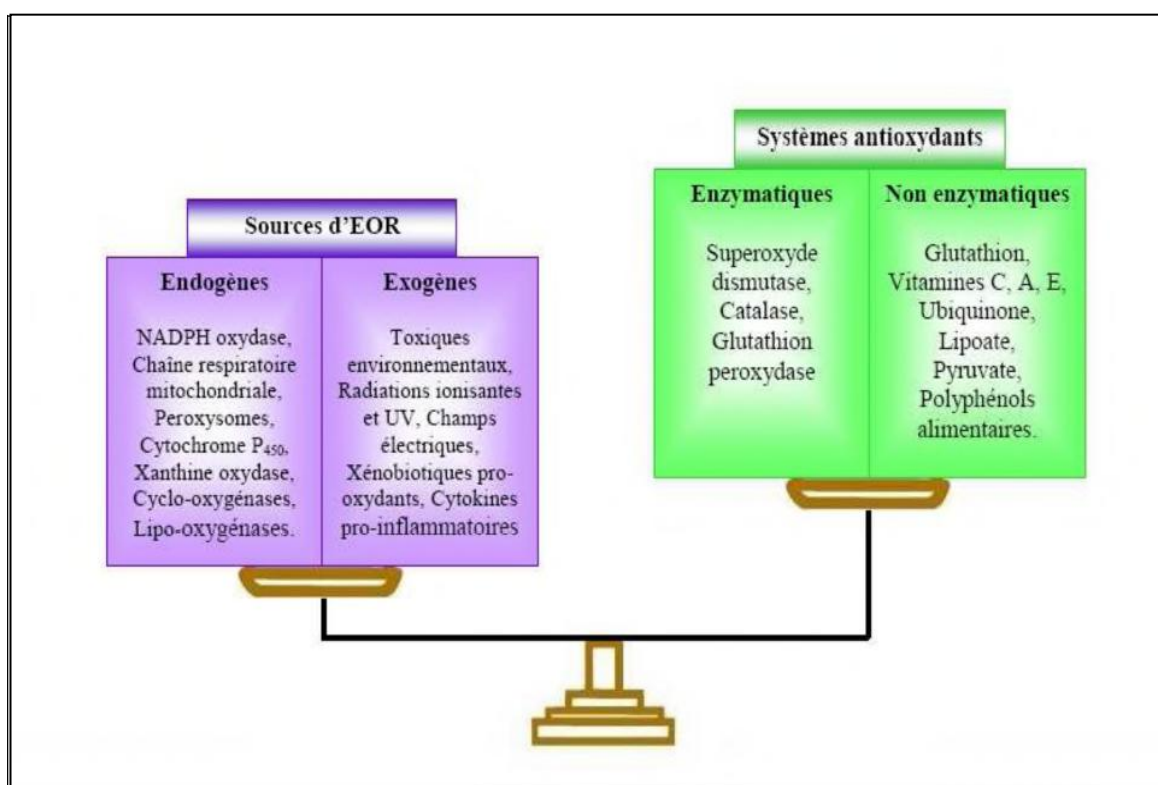 Systèmes antioxydants
Enzymatiques
Superoxyde
dismutase,
Catalase,
Glutathion
peroxydase
Non enzymatiques
Glutathion,
Vitamines C, A, E,
Ubiquinone,
Lipoate,
Pyruvate,
Polyphénols
alimentaires.
Sources d’EOR
Endogènes
NADPH oxydase,
Chaîne respiratoire
mitochondriale,
Peroxysomes,
Cytochrome P₄₅₀,
Xanthine oxydase,
Cyclo-oxygénases,
Lipo-oxygénases.
Exogènes
Toxiques
environnementaux,
Radiations ionisantes
et UV, Champs
électriques,
Xénobiotiques pro-
oxydants, Cytokines
pro-inflammatoires